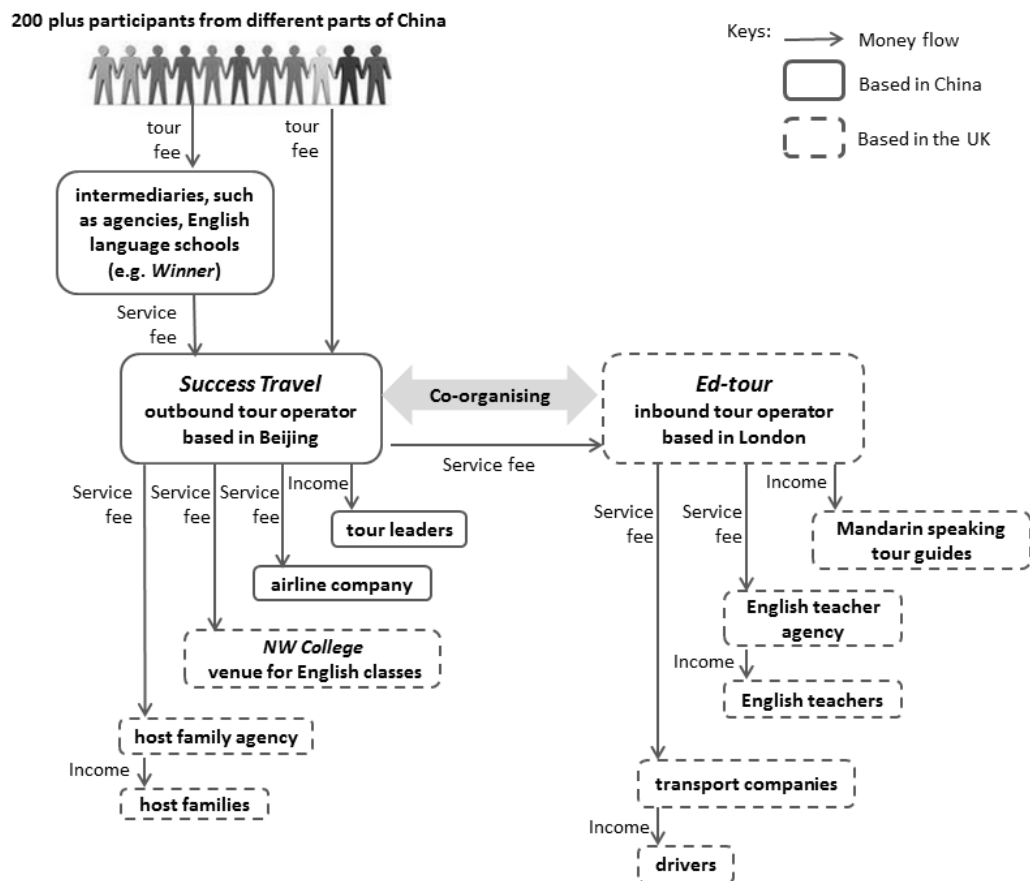 200 plus participants from different parts of China
Keys:
Money flow
Based in China
Based in the UK
tour
fee
tour
fee
intermediaries, such
as agencies, English
language schools
(e.g. Winner)
Service
fee
Success Travel
outbound tour operator
based in Beijing
Co-organising
Ed-tour
inbound tour operator
based in London
Service fee
Service
fee
Service
fee
Service
fee
Income
tour leaders
airline company
NW College
venue for English classes
host family agency
Income
host families
Service
fee
Service
fee
Income
Mandarin speaking
tour guides
English teacher
agency
Income
English teachers
transport companies
Income
drivers